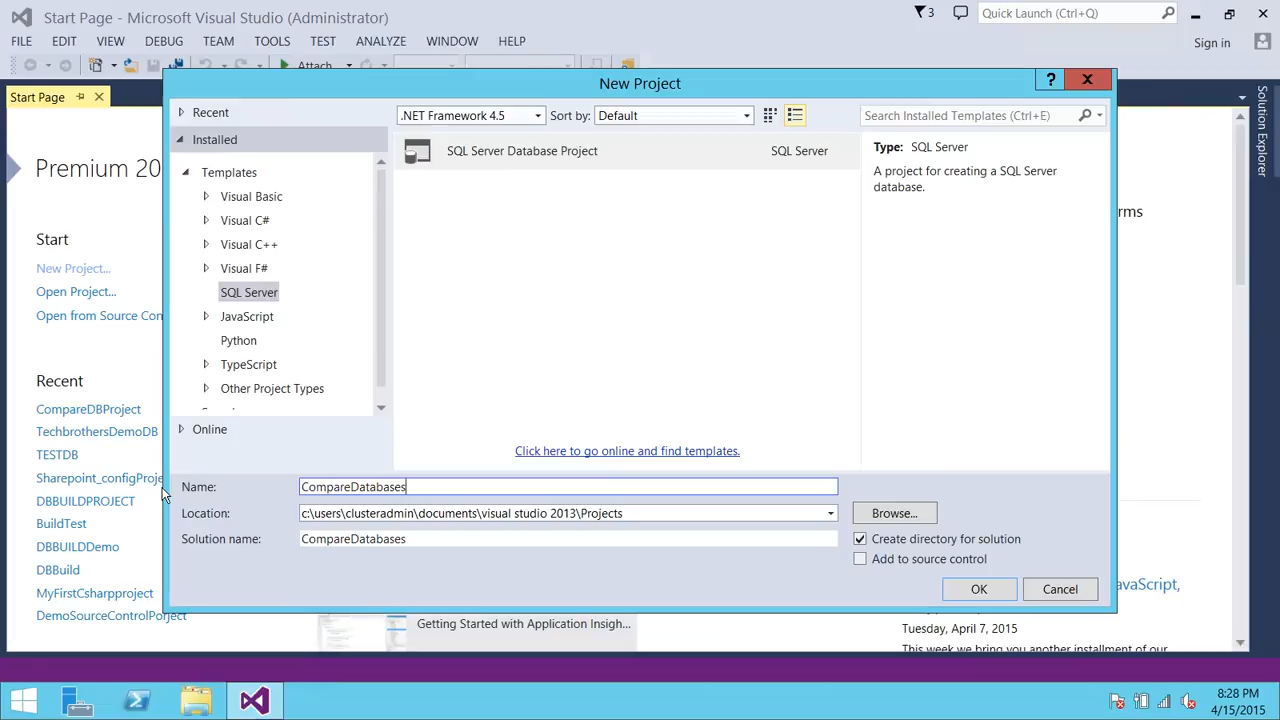 Start Page - Microsoft Visual Studio (Administrator)
3
Quick Launch (Ctrl+Q)
FILE EDIT VIEW DEBUG TEAM TOOLS TEST ANALYZE WINDOW HELP
Sign in
Attach
Start Page
Solution Explorer
Premium 20
Start
New Project...
Open Project...
Open from Source Con
Recent
CompareDBProject
TechbrothersDemoDB
TESTDB
Sharepoint_configProje
DBBUILDPROJECT
BuildTest
DBBUILDDemo
DBBuild
MyFirstCsharpproject
DemoSourceControlPorject
New Project
?
Recent
Installed
Templates
Visual Basic
Visual C#
Visual C++
Visual F#
SQL Server
JavaScript
Python
TypeScript
Other Project Types
Online
.NET Framework 4.5
Sort by: Default
Search Installed Templates (Ctrl+E)
SQL Server Database Project SQL Server
Type: SQL Server
A project for creating a SQL Server
database.
Click here to go online and find templates.
Name: CompareDatabases
Location: c:\users\clusteradmin\documents\visual studio 2013\Projects
Browse...
Solution name: CompareDatabases
Create directory for solution
Add to source control
OK Cancel
rms
avaScript,
Getting Started with Application Insigh...
Tuesday, April 7, 2015
This week we bring you another installment of our
8:28 PM
4/15/2015